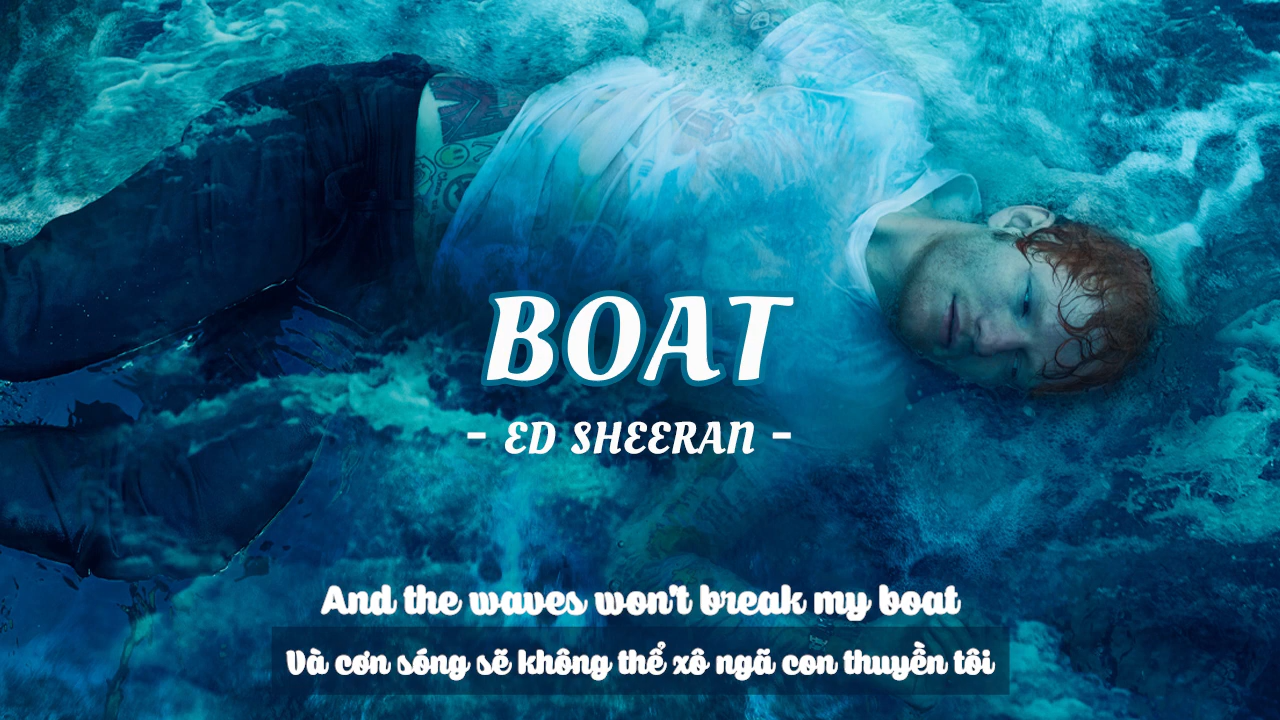 BOAT
- ED SHEERAN -
And the waves won't break my boat
Và cơn sóng sẽ không thể xô ngã con thuyền tôi